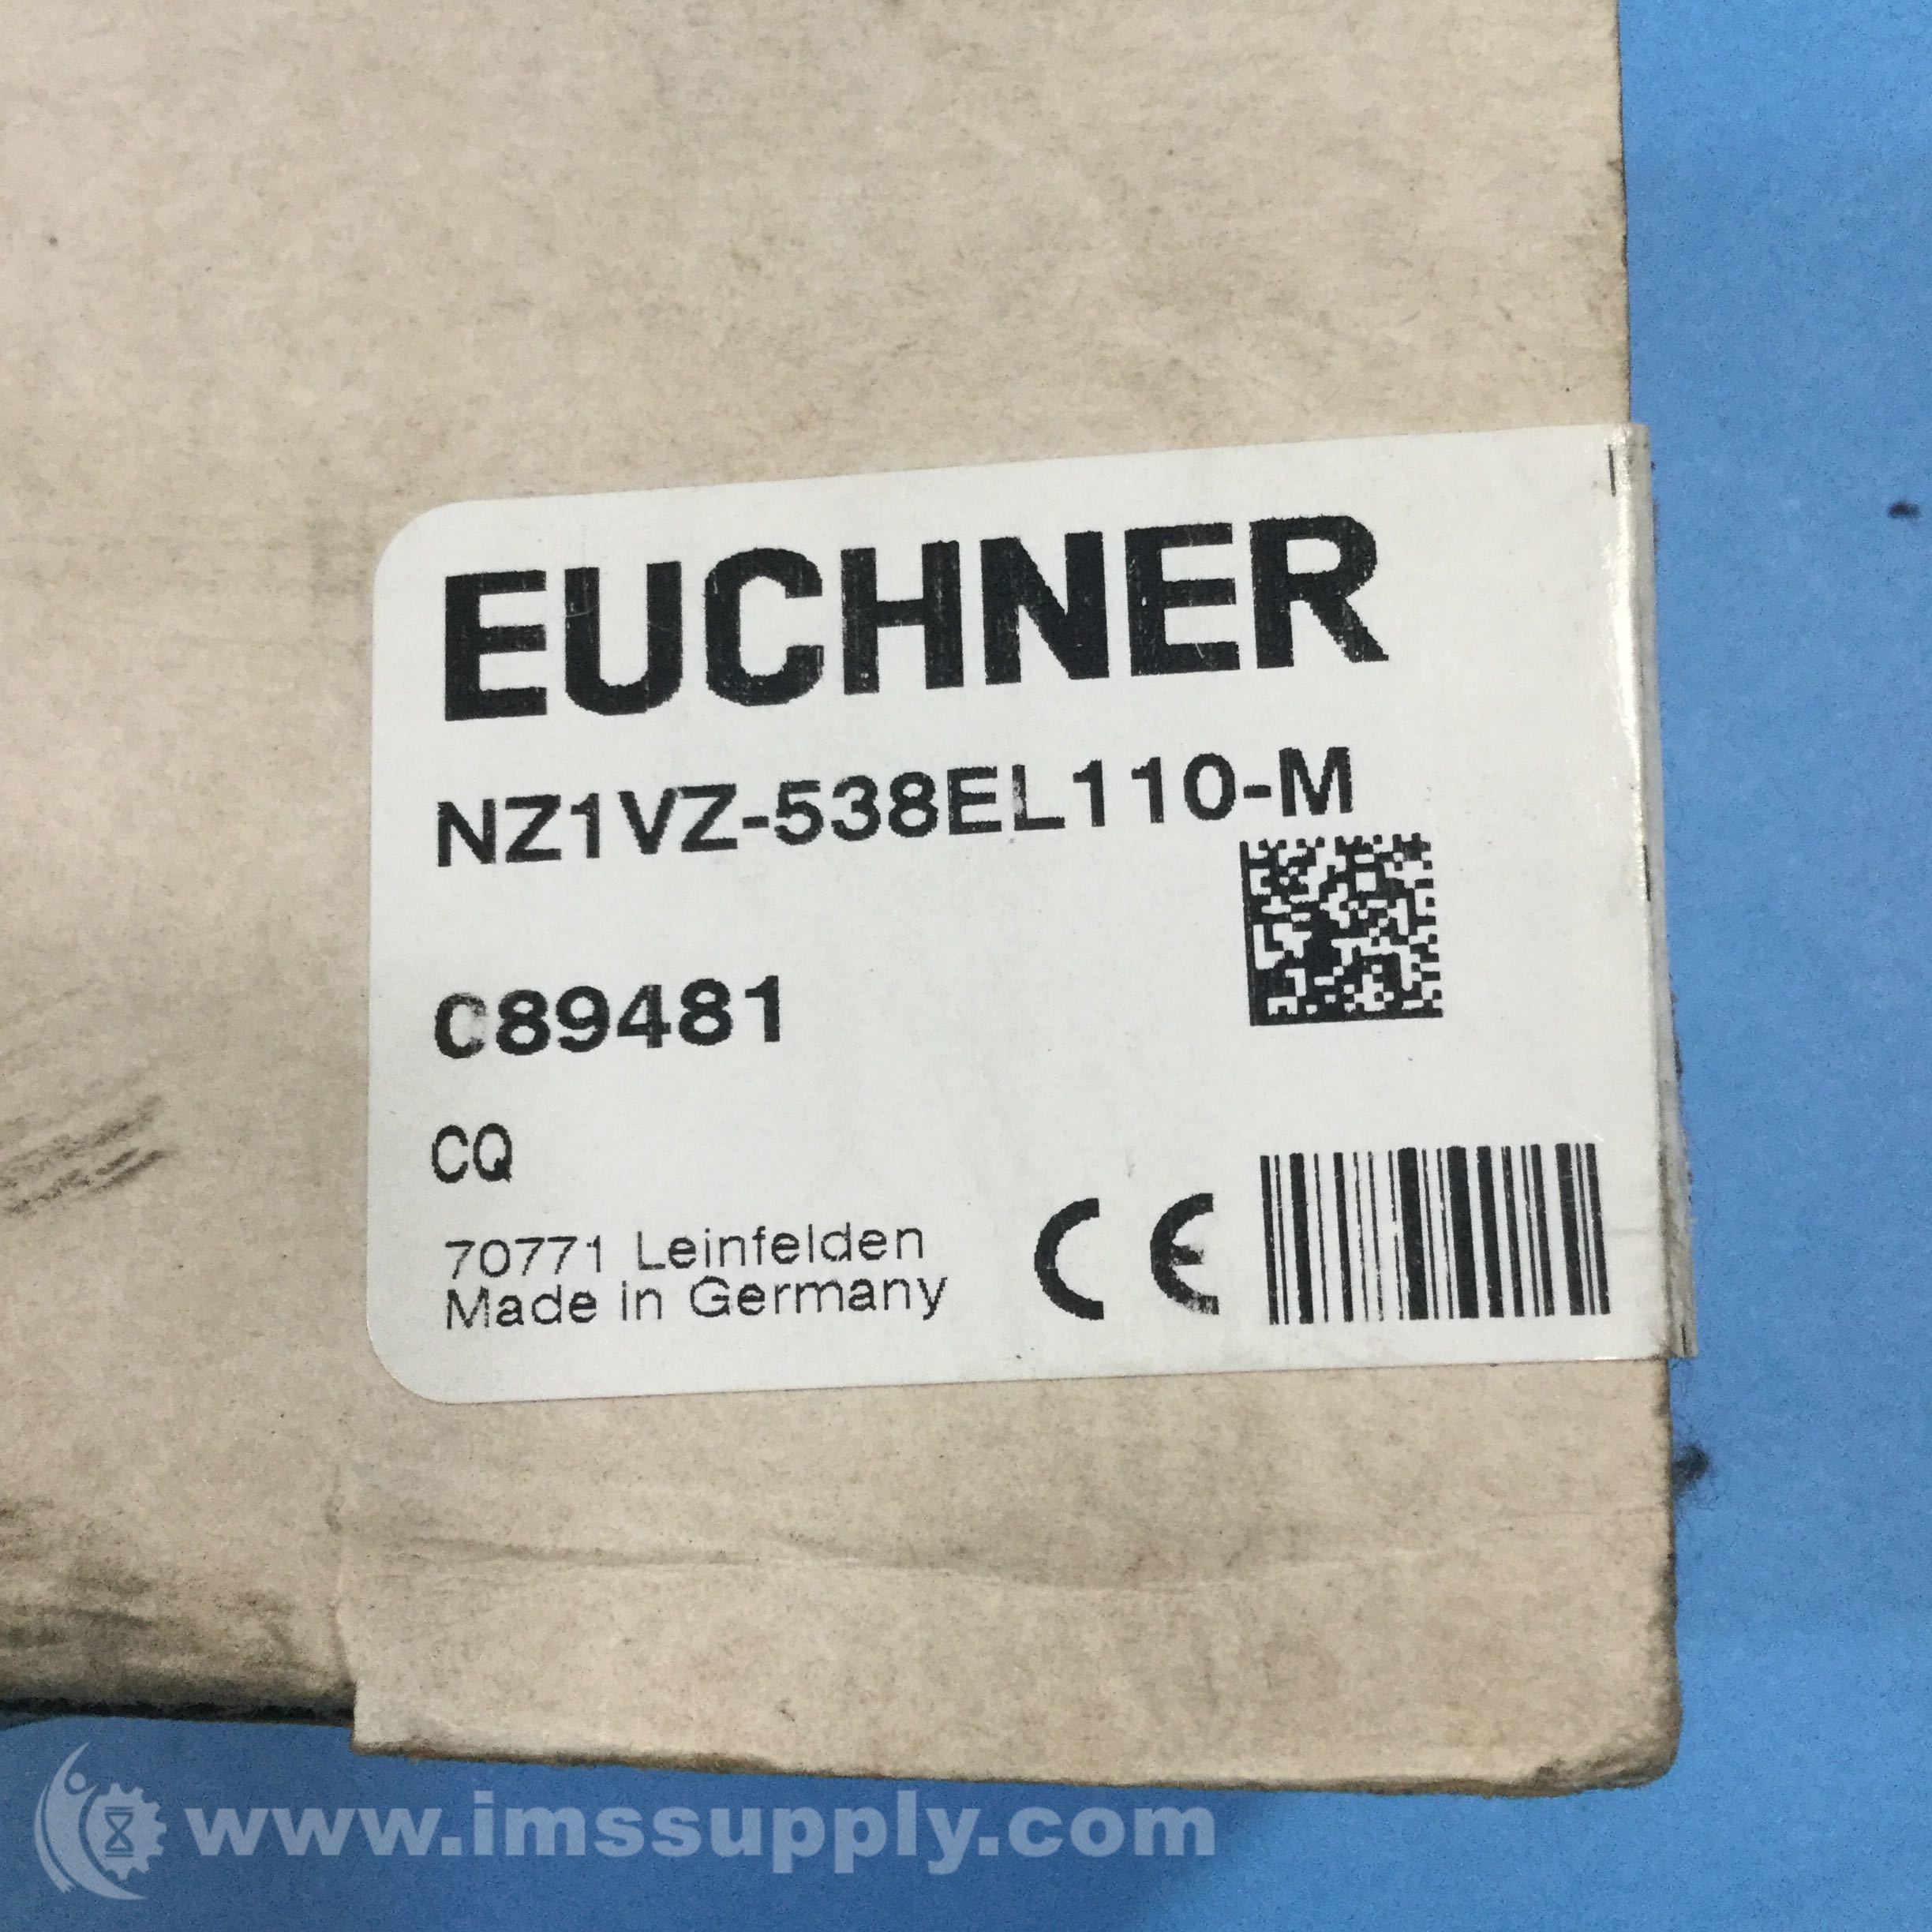 EUCHNER
NZ1VZ-538EL110-M
C89481
CQ
70771 Leinfelden
Made in Germany
CE
www.imssupply.com